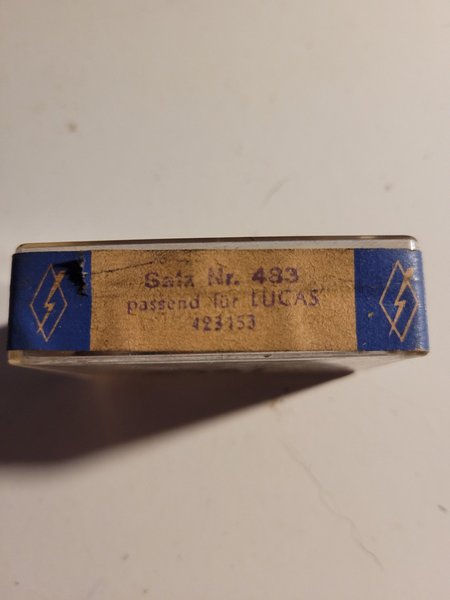 Satz Nr. 483
passend für LUCAS
423153